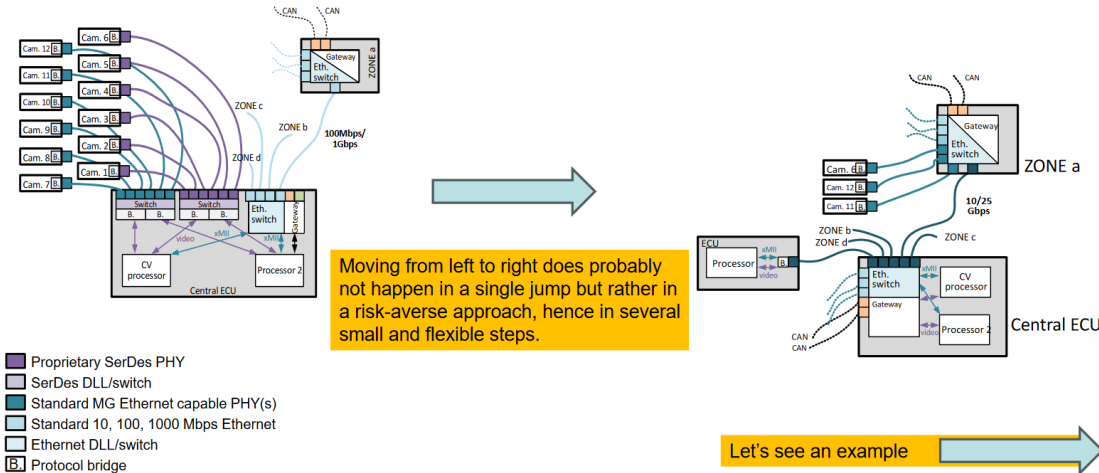 CAN
Cam. 6 B.
Cam. 12 B.
Cam. 5 B.
Cam. 11 B.
Cam. 4 B.
Cam. 10 B.
Cam. 3 B.
Cam. 9 B.
Cam. 2 B.
Cam. 8 B.
Cam. 1 B.
Cam. 7 B.
Gateway
Eth.
switch
ZONE a
ZONE c
ZONE b
ZONE d
100Mbps/
1Gbps
Switch
B. B.
Switch
B. B.
Eth.
switch
Gateway
video
xMII
xMII
CV
processor
Processor 2
Central ECU
Moving from left to right does probably
not happen in a single jump but rather in
a risk-averse approach, hence in several
small and flexible steps.
CAN
CAN
Gateway
Eth.
switch
ZONE a
Cam. 6 B.
Cam. 12 B.
Cam. 11 B.
10/25
Gbps
ZONE b
ZONE d
ZONE c
ECU
Processor
xMII
video
B.
Eth.
switch
Gateway
xMII
CV
processor
video
Processor 2
Central ECU
CAN
CAN
Proprietary SerDes PHY
SerDes DLL/switch
Standard MG Ethernet capable PHY(s)
Standard 10, 100, 1000 Mbps Ethernet
Ethernet DLL/switch
B. Protocol bridge
Let's see an example